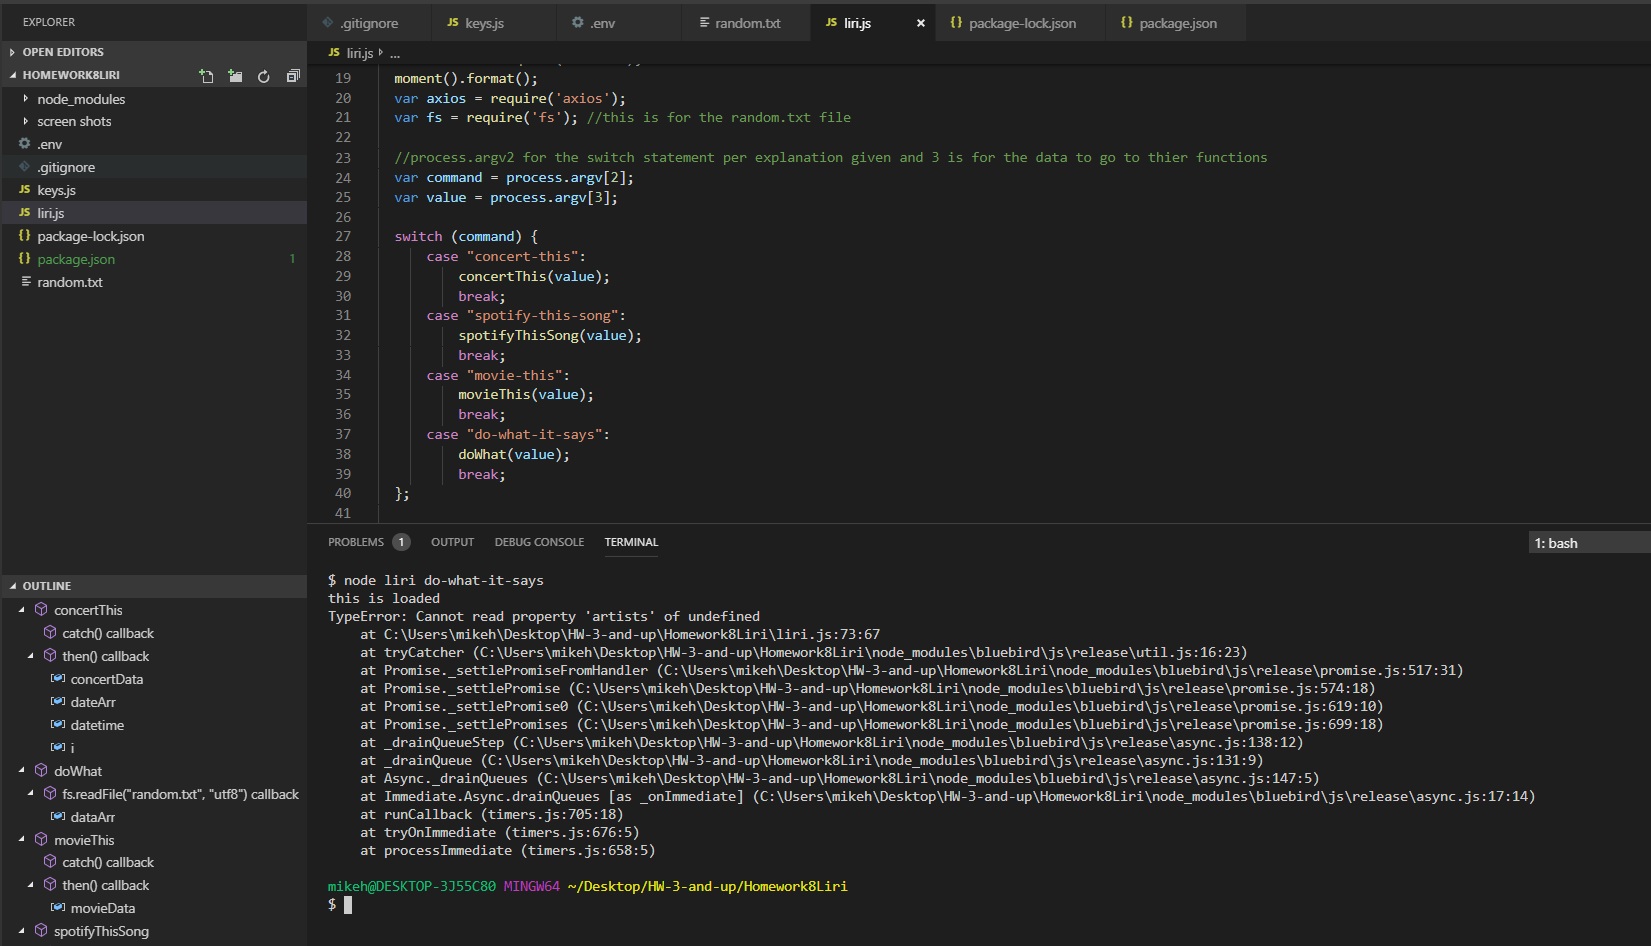 EXPLORER
OPEN EDITORS
HOMEWORK8LIRI
node_modules
screen shots
.env
.gitignore
JS keys.js
JS liri.js
{} package-lock.json
{} package.json 1
random.txt
OUTLINE
concertThis
catch() callback
then() callback
concertData
dateArr
datetime
i
doWhat
fs.readFile("random.txt", "utf8") callback
dataArr
movieThis
catch() callback
then() callback
movieData
spotifyThisSong
.gitignore JS keys.js .env random.txt JS liri.js × {} package-lock.json {} package.json
JS liri.js ...
19 moment().format();
20 var axios = require('axios');
21 var fs = require('fs'); //this is for the random.txt file
22
23 //process.argv2 for the switch statement per explanation given and 3 is for the data to go to thier functions
24 var command = process.argv[2];
25 var value = process.argv[3];
26
27 switch (command) {
28 case "concert-this":
29 concertThis(value);
30 break;
31 case "spotify-this-song":
32 spotifyThisSong(value);
33 break;
34 case "movie-this":
35 movieThis(value);
36 break;
37 case "do-what-it-says":
38 doWhat(value);
39 break;
40 };
41
PROBLEMS 1 OUTPUT DEBUG CONSOLE TERMINAL 1: bash
$ node liri do-what-it-says
this is loaded
TypeError: Cannot read property 'artists' of undefined
at C:\Users\mikeh\Desktop\HW-3-and-up\Homework8Liri\liri.js:73:67
at tryCatcher (C:\Users\mikeh\Desktop\HW-3-and-up\Homework8Liri\node_modules\bluebird\js\release\util.js:16:23)
at Promise._settlePromiseFromHandler (C:\Users\mikeh\Desktop\HW-3-and-up\Homework8Liri\node_modules\bluebird\js\release\promise.js:517:31)
at Promise._settlePromise (C:\Users\mikeh\Desktop\HW-3-and-up\Homework8Liri\node_modules\bluebird\js\release\promise.js:574:18)
at Promise._settlePromise0 (C:\Users\mikeh\Desktop\HW-3-and-up\Homework8Liri\node_modules\bluebird\js\release\promise.js:619:10)
at Promise._settlePromises (C:\Users\mikeh\Desktop\HW-3-and-up\Homework8Liri\node_modules\bluebird\js\release\promise.js:699:18)
at _drainQueueStep (C:\Users\mikeh\Desktop\HW-3-and-up\Homework8Liri\node_modules\bluebird\js\release\async.js:138:12)
at _drainQueue (C:\Users\mikeh\Desktop\HW-3-and-up\Homework8Liri\node_modules\bluebird\js\release\async.js:131:9)
at Async._drainQueues (C:\Users\mikeh\Desktop\HW-3-and-up\Homework8Liri\node_modules\bluebird\js\release\async.js:147:5)
at Immediate.Async.drainQueues [as _onImmediate] (C:\Users\mikeh\Desktop\HW-3-and-up\Homework8Liri\node_modules\bluebird\js\release\async.js:17:14)
at runCallback (timers.js:705:18)
at tryOnImmediate (timers.js:676:5)
at processImmediate (timers.js:658:5)
mikeh@DESKTOP-3J55C80 MINGW64 ~/Desktop/HW-3-and-up/Homework8Liri
$